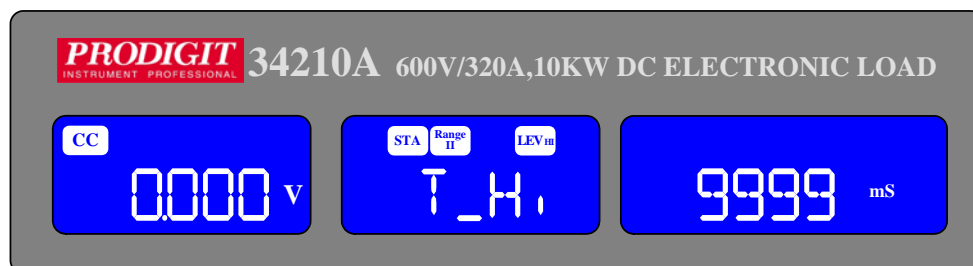 PRODIGIT
INSTRUMENT PROFESSIONAL
34210A 600V/320A,10KW DC ELECTRONIC LOAD
CC
0.000 V
STA Range II LEV HI
T_Hi
9999 mS